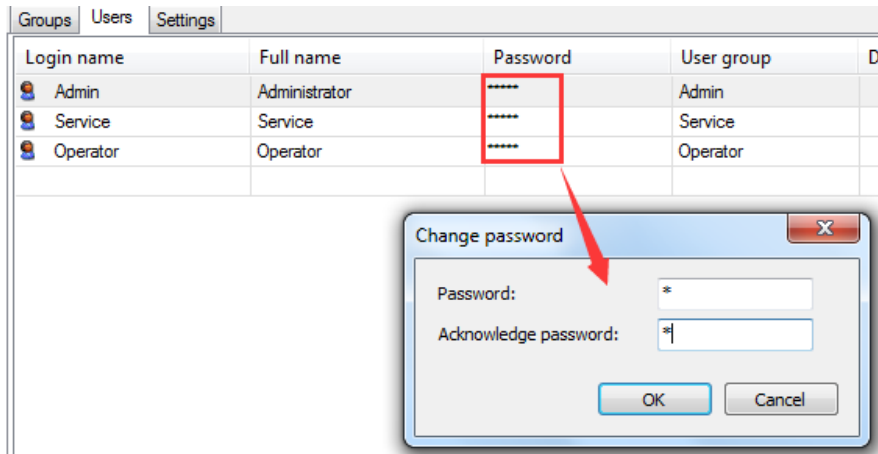 Groups Users Settings
Login name Full name Password User group D
Admin Administrator ***** Admin
Service Service ***** Service
Operator Operator ***** Operator
Change password
Password: *
Acknowledge password: *
OK Cancel